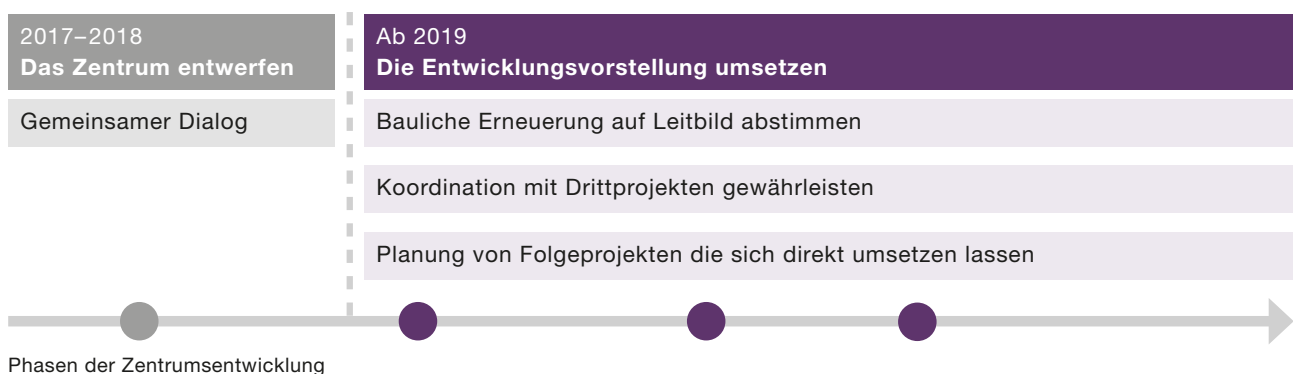 2017–2018
Das Zentrum entwerfen
Gemeinsamer Dialog
Ab 2019
Die Entwicklungsvorstellung umsetzen
Bauliche Erneuerung auf Leitbild abstimmen
Koordination mit Drittprojekten gewährleisten
Planung von Folgeprojekten die sich direkt umsetzen lassen
Phasen der Zentrumsentwicklung